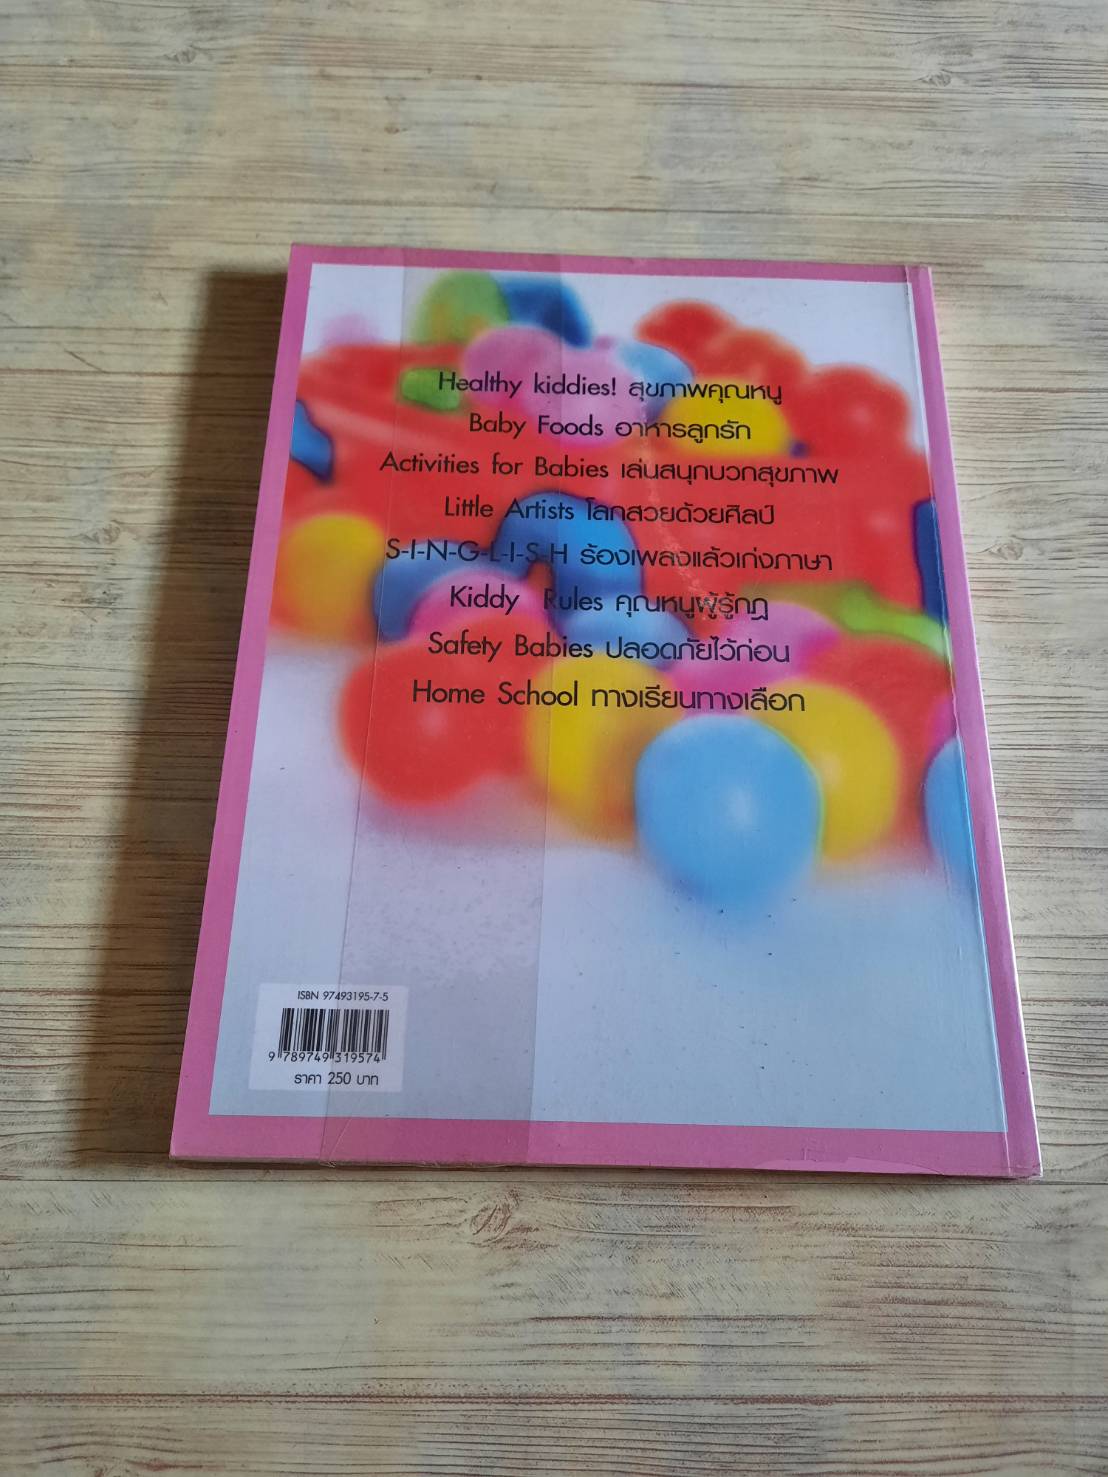 Healthy kiddies! สุขภาพคุณหนู
Baby Foods อาหารลูกรัก
Activities for Babies เล่นสนุกบวกสุขภาพ
Little Artists โลกสวยด้วยศิลป์
S-I-N-G-L-I-S-H ร้องเพลงแล้วเก่งภาษา
Kiddy Rules คุณหนูผู้รู้กฎ
Safety Babies ปลอดภัยไว้ก่อน
Home School ทางเรียนทางเลือก
ISBN 97493195-7-5
9 789749 319574
ราคา 250 บาท